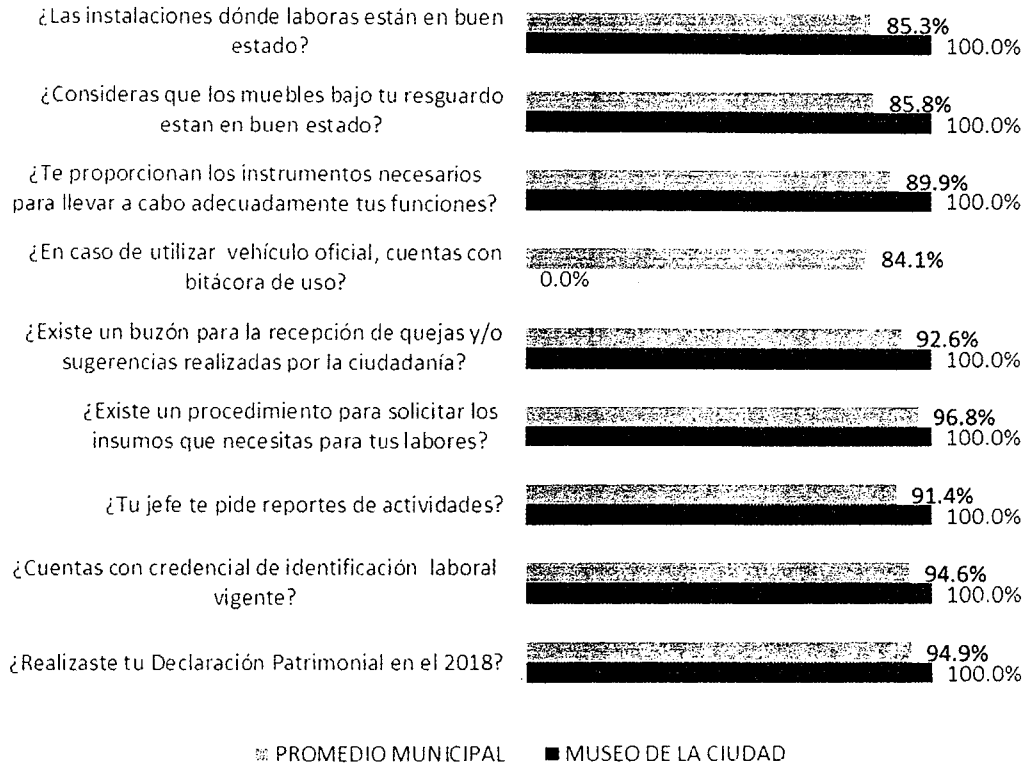 ¿Las instalaciones dónde laboras están en buen
estado?
85.3%
100.0%
¿Consideras que los muebles bajo tu resguardo
estan en buen estado?
85.8%
100.0%
¿Te proporcionan los instrumentos necesarios
para llevar a cabo adecuadamente tus funciones?
89.9%
100.0%
¿En caso de utilizar vehículo oficial, cuentas con
bitácora de uso?
84.1%
0.0%
¿Existe un buzón para la recepción de quejas y/o
sugerencias realizadas por la ciudadanía?
92.6%
100.0%
¿Existe un procedimiento para solicitar los
insumos que necesitas para tus labores?
96.8%
100.0%
¿Tu jefe te pide reportes de actividades?
91.4%
100.0%
¿Cuentas con credencial de identificación laboral
vigente?
94.6%
100.0%
¿Realizaste tu Declaración Patrimonial en el 2018?
94.9%
100.0%
PROMEDIO MUNICIPAL MUSEO DE LA CIUDAD